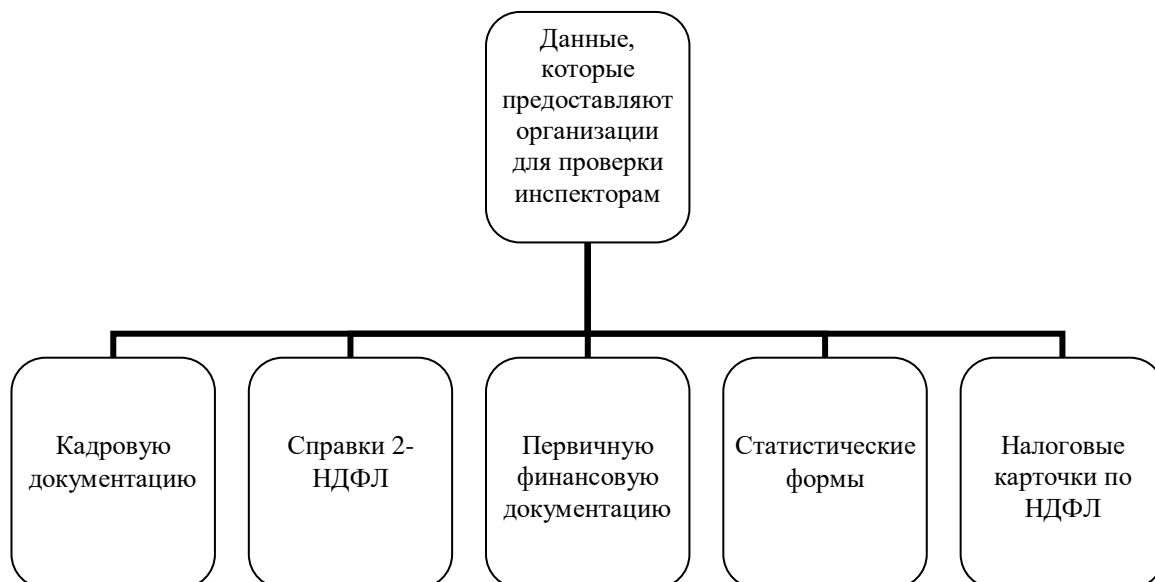 Данные,
которые
предоставляют
организации
для проверки
инспекторам
Кадровую
документацию
Справки 2-
НДФЛ
Первичную
финансовую
документацию
Статистические
формы
Налоговые
карточки по
НДФЛ